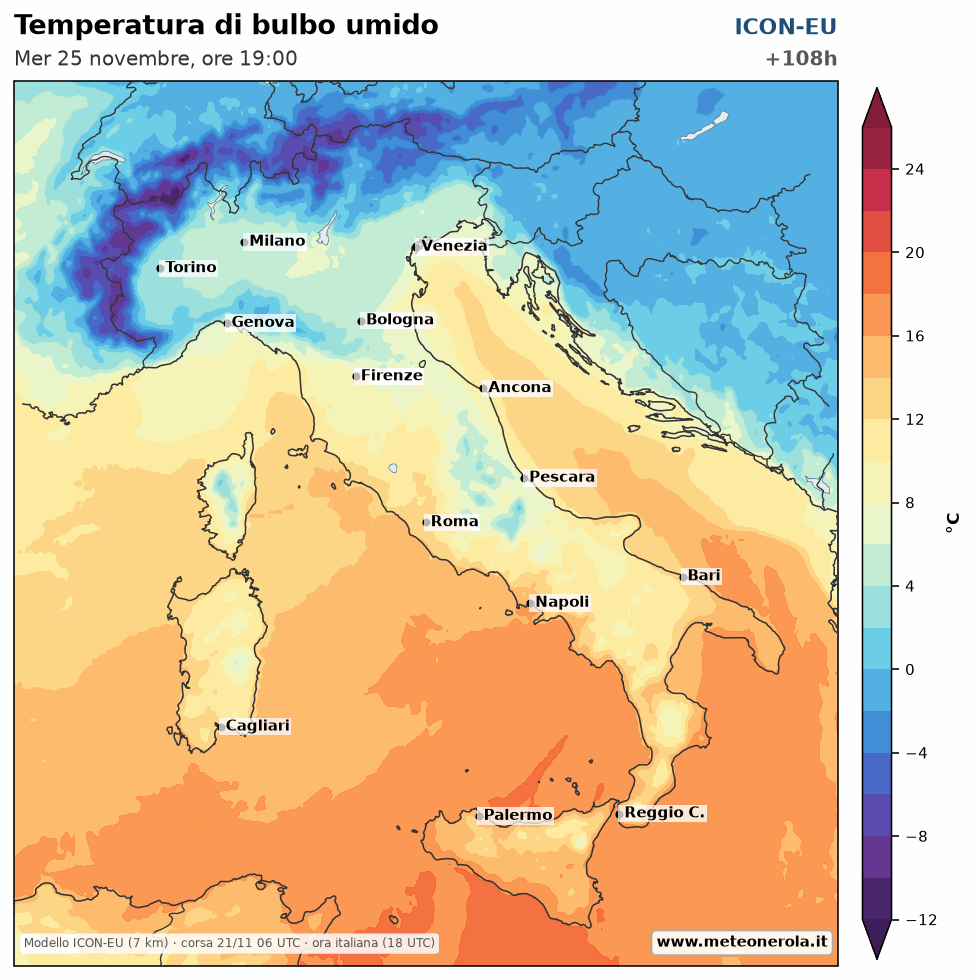 Temperatura di bulbo umido
ICON-EU
Mer 25 novembre, ore 19:00
+108h
Milano
Venezia
Torino
Genova
Bologna
Firenze
Ancona
Pescara
Roma
Bari
Napoli
Cagliari
Palermo
Reggio C.
24
20
16
12
8
4
0
−4
−8
−12
°C
Modello ICON-EU (7 km) · corsa 21/11 06 UTC · ora italiana (18 UTC)
www.meteonerola.it